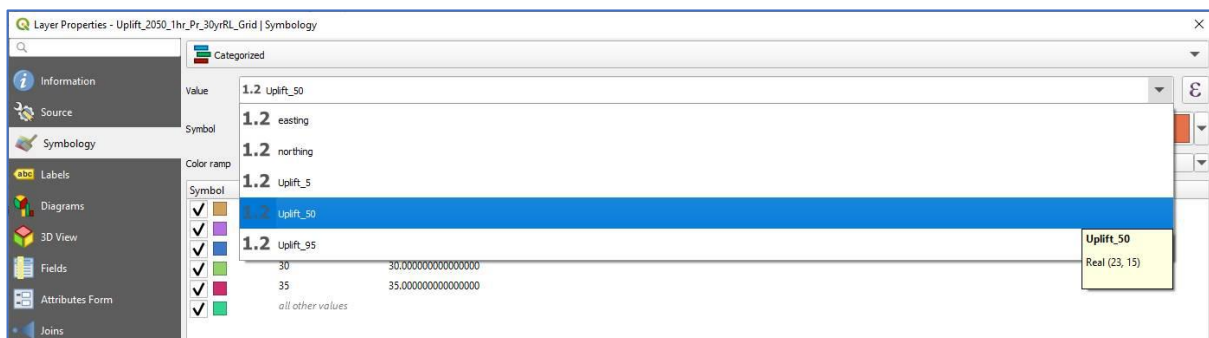 Layer Properties - Uplift_2050_1hr_Pr_30yrRL_Grid | Symbology
Categorized
Information
Value 1.2 Uplift_50 ε
Source
1.2 easting
Symbol
Symbology
1.2 northing
Color ramp
abc Labels
1.2 Uplift_5
Symbol
Diagrams
1.2 Uplift_50
3D View
1.2 Uplift_95
Uplift_50
Real (23, 15)
Fields
30 30.000000000000000
35 35.000000000000000
Attributes Form
all other values
Joins